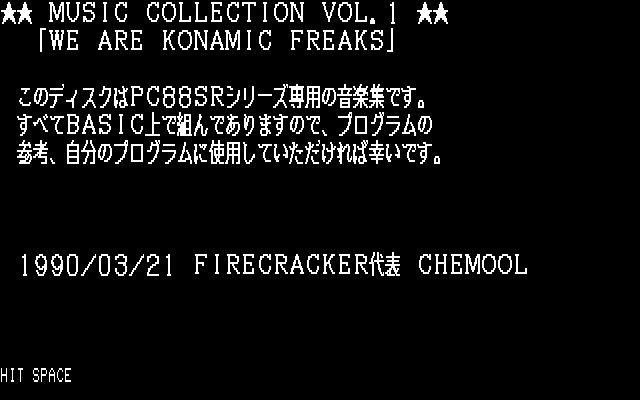 ★★ MUSIC COLLECTION VOL.1 ★★
「WE ARE KONAMIC FREAKS」
このディスクはPC88SRシリーズ専用の音楽集です。
すべてBASIC上で組んでありますので、プログラムの
参考、自分のプログラムに使用していただければ幸いです。
1990/03/21 FIRECRACKER代表 CHEMOOL
HIT SPACE